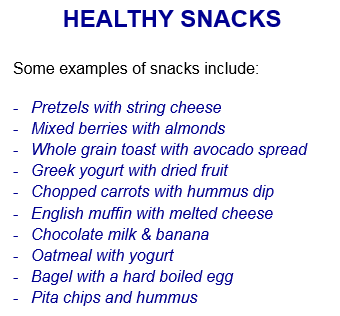 HEALTHY SNACKS
Some examples of snacks include:
- Pretzels with string cheese
- Mixed berries with almonds
- Whole grain toast with avocado spread
- Greek yogurt with dried fruit
- Chopped carrots with hummus dip
- English muffin with melted cheese
- Chocolate milk & banana
- Oatmeal with yogurt
- Bagel with a hard boiled egg
- Pita chips and hummus